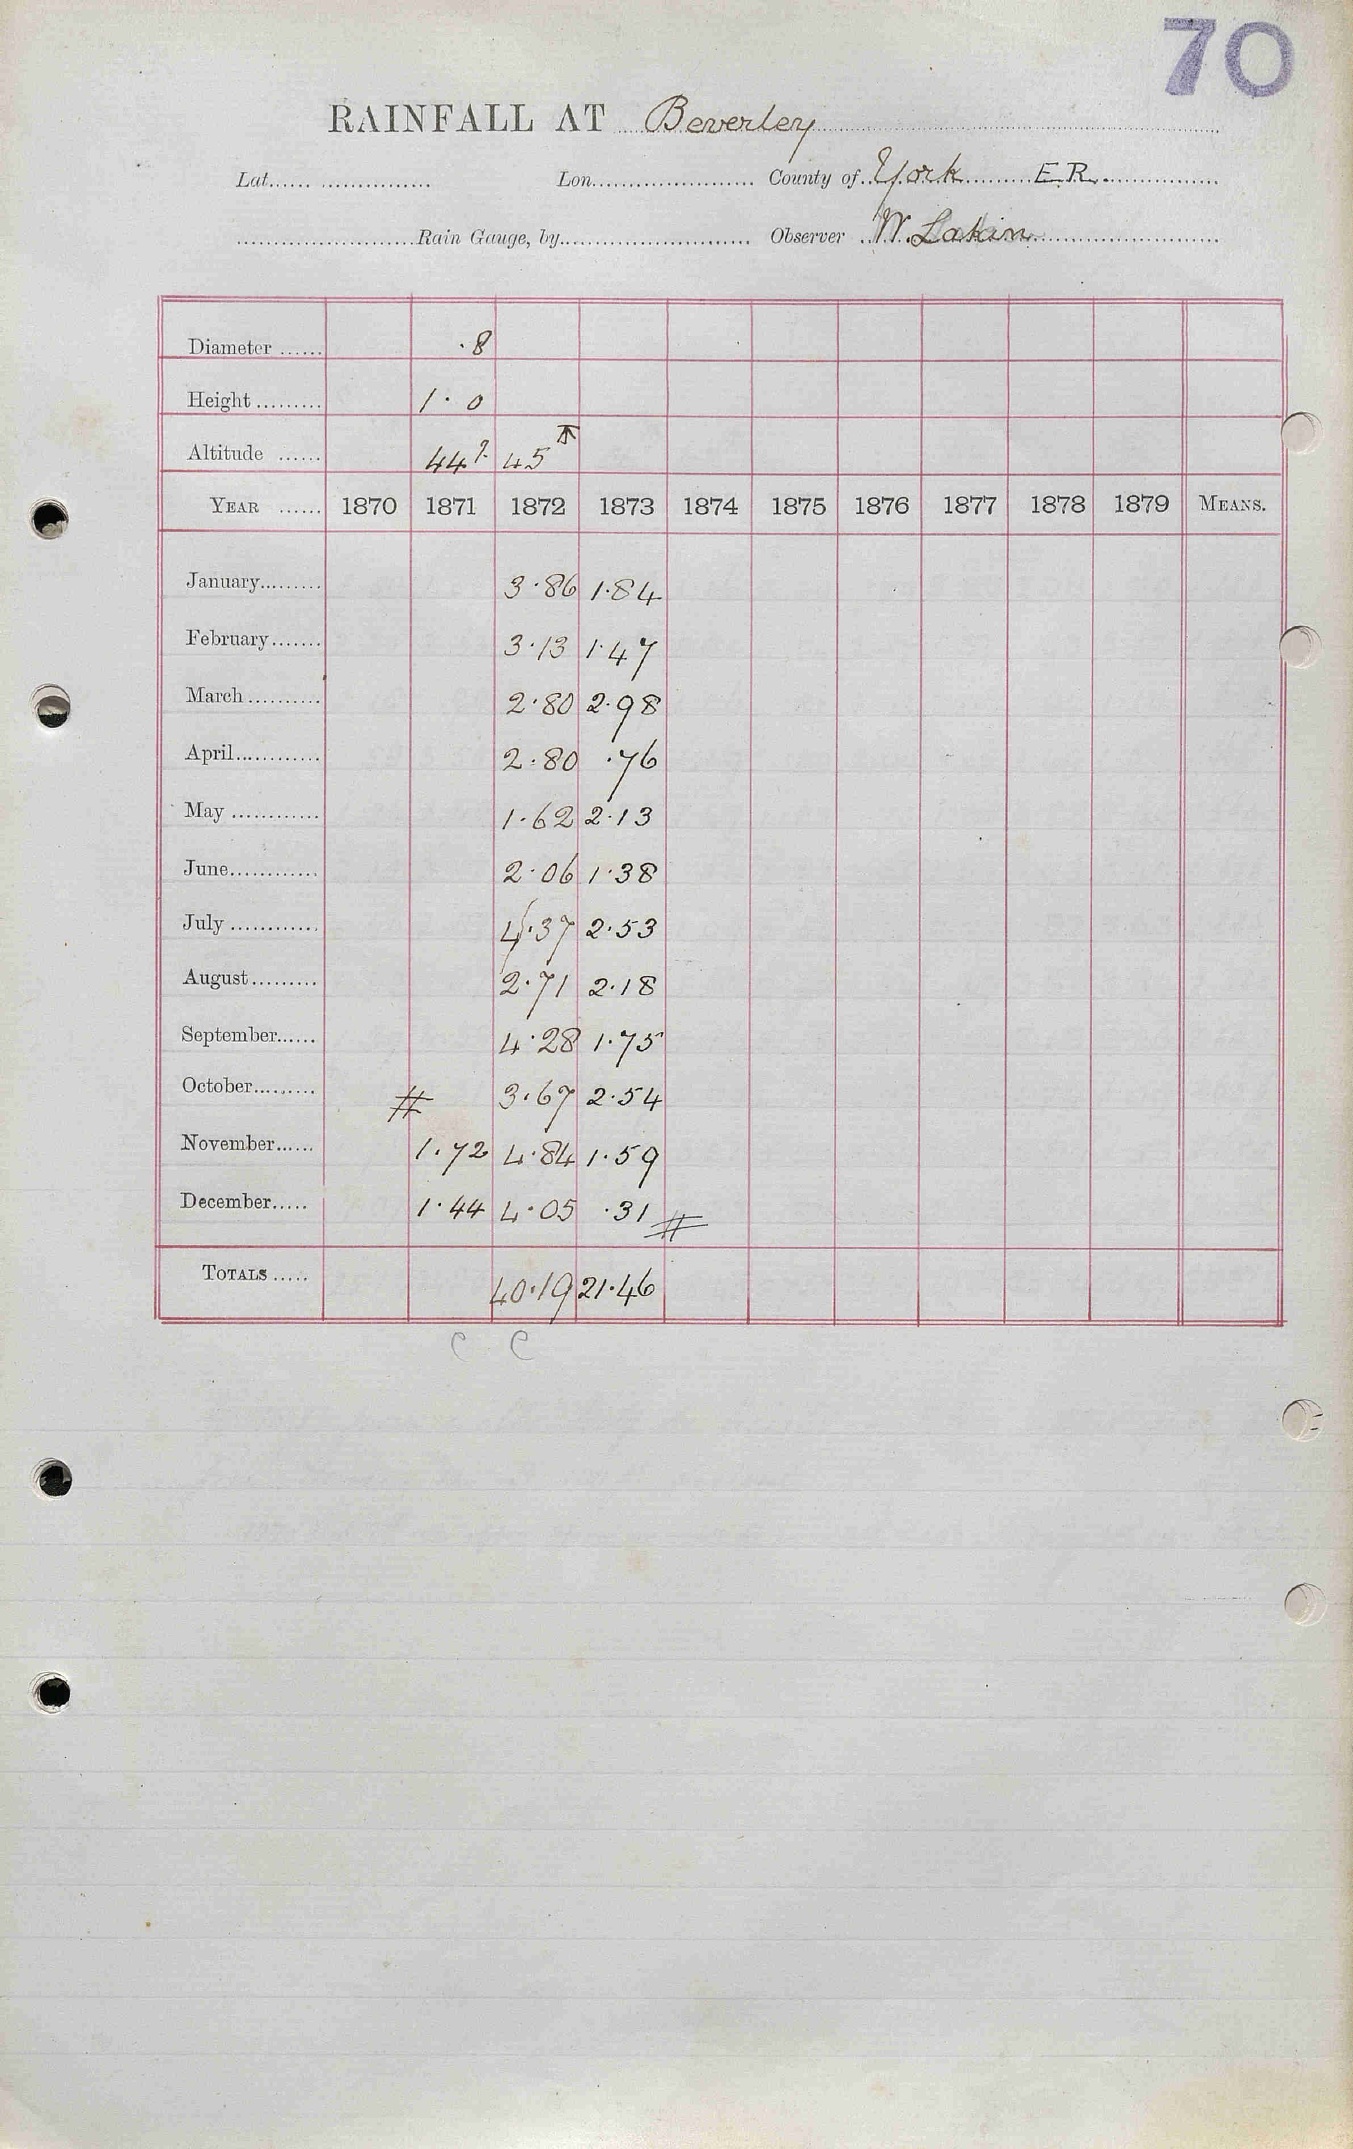 70
RAINFALL AT Beverley
Lat. Lon. County of York E.R.
Rain Gauge, by Observer W. Lakin
Diameter ...... .8
Height ......... 1.0
Altitude ...... 44? 45
YEAR ...... 1870 1871 1872 1873 1874 1875 1876 1877 1878 1879 MEANS.
January......... 3.86 1.84
February....... 3.13 1.47
March.......... 2.80 2.98
April............ 2.80 .76
May ............ 1.62 2.13
June............ 2.06 1.38
July ............ 4.37 2.53
August......... 2.71 2.18
September...... 4.28 1.75
October......... # 3.67 2.54
November...... 1.72 4.84 1.59
December..... 1.44 4.05 .31 #
TOTALS ..... 40.19 21.46
C C